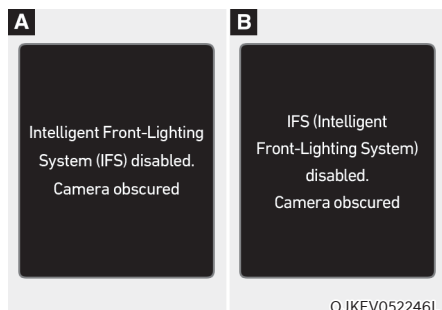 A
Intelligent Front-Lighting
System (IFS) disabled.
Camera obscured
B
IFS (Intelligent
Front-Lighting System)
disabled.
Camera obscured
OJKEV052246L